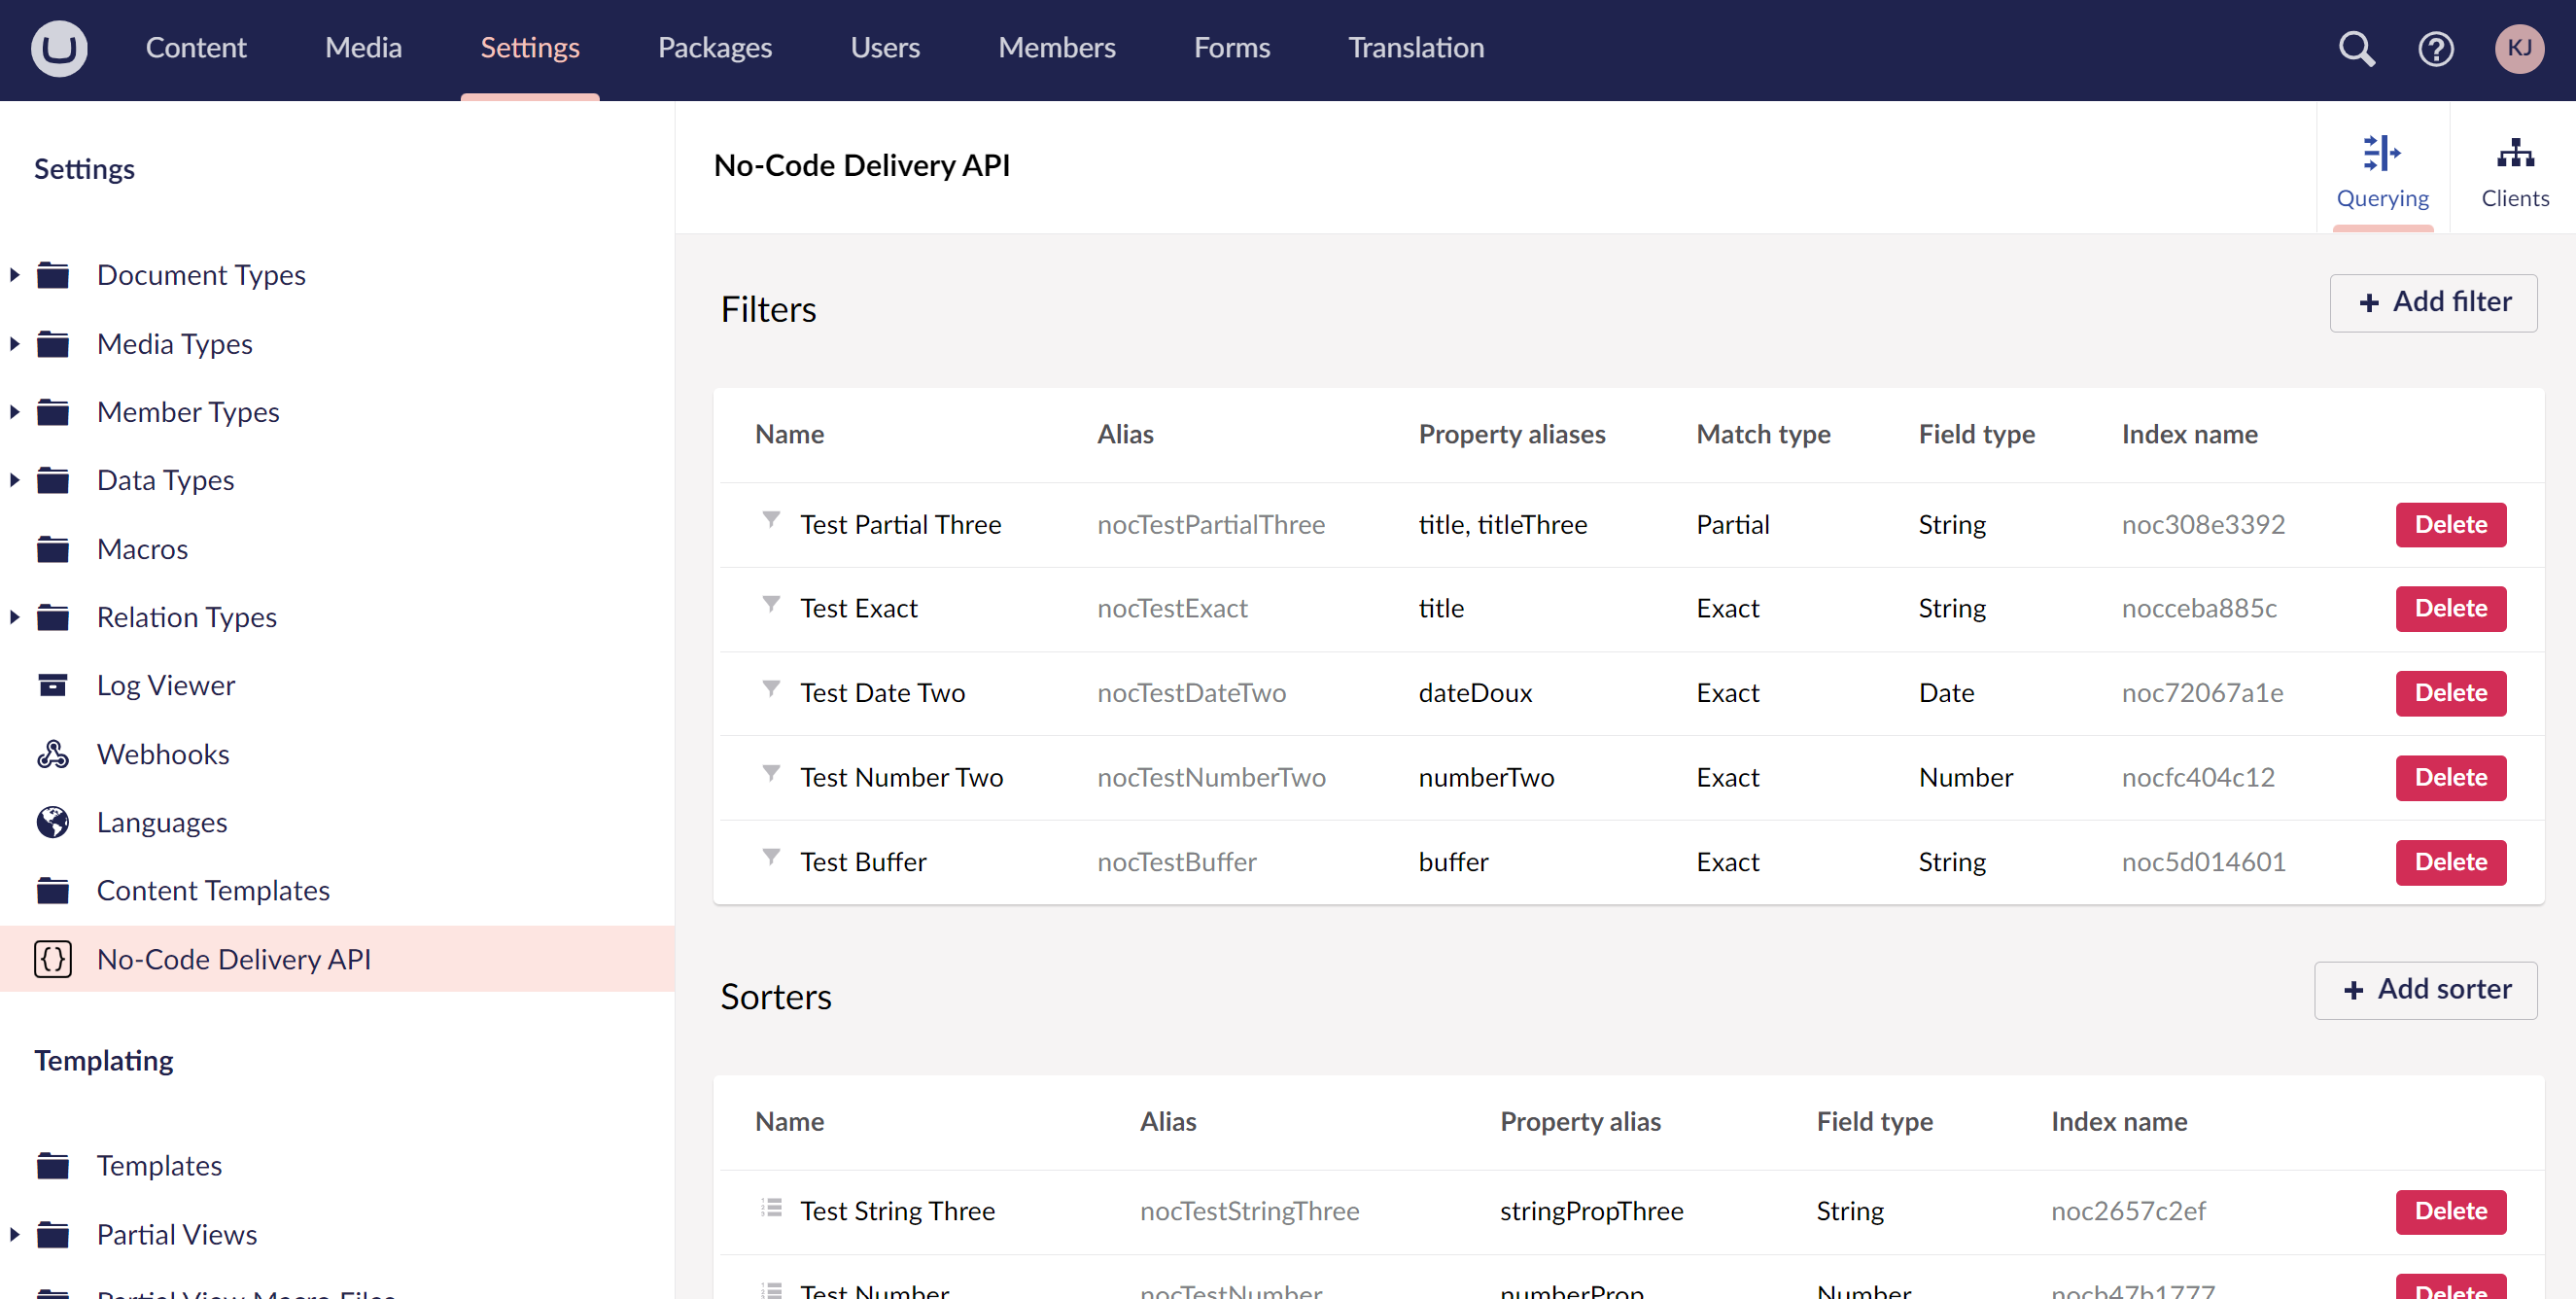 Content Media Settings Packages Users Members Forms Translation KJ
Settings
Document Types
Media Types
Member Types
Data Types
Macros
Relation Types
Log Viewer
Webhooks
Languages
Content Templates
{} No-Code Delivery API
Templating
Templates
Partial Views
Partial View Macro Files
No-Code Delivery API
Querying
Clients
Filters
+ Add filter
Name Alias Property aliases Match type Field type Index name
Test Partial Three nocTestPartialThree title, titleThree Partial String noc308e3392 Delete
Test Exact nocTestExact title Exact String nocceba885c Delete
Test Date Two nocTestDateTwo dateDoux Exact Date noc72067a1e Delete
Test Number Two nocTestNumberTwo numberTwo Exact Number nocfc404c12 Delete
Test Buffer nocTestBuffer buffer Exact String noc5d014601 Delete
Sorters
+ Add sorter
Name Alias Property alias Field type Index name
Test String Three nocTestStringThree stringPropThree String noc2657c2ef Delete
Test Number nocTestNumber numberProp Number nocb47b1777 Delete